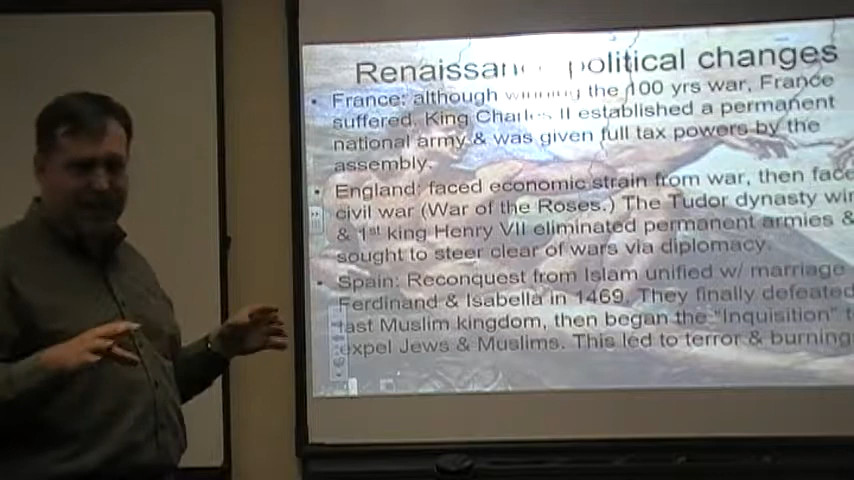 Renaissance political changes
• France: although winning the 100 yrs war, France
suffered. King Charles II established a permanent
national army & was given full tax powers by the
assembly.
• England: faced economic strain from war, then face
civil war (War of the Roses.) The Tudor dynasty win
& 1st king Henry VII eliminated permanent armies &
sought to steer clear of wars via diplomacy.
• Spain: Reconquest from Islam unified w/ marriage
Ferdinand & Isabella in 1469. They finally defeated
last Muslim kingdom, then began the "Inquisition" t
expel Jews & Muslims. This led to terror & burning